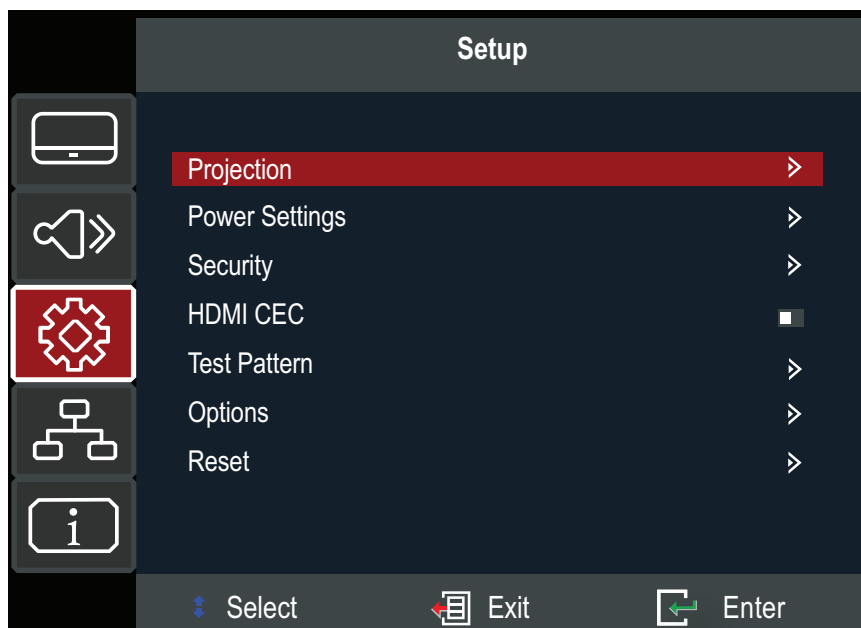 Setup
Projection
Power Settings
Security
HDMI CEC
Test Pattern
Options
Reset
i
Select Exit Enter